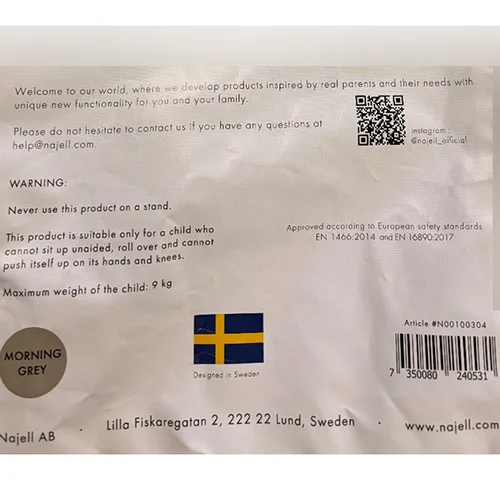 Welcome to our world, where we develop products inspired by real parents and their needs with
unique new functionality for you and your family.
Please do not hesitate to contact us if you have any questions at
help@najell.com.
instagram :
@najell_official
WARNING:
Never use this product on a stand.
This product is suitable only for a child who
cannot sit up unaided, roll over and cannot
push itself up on its hands and knees.
Maximum weight of the child: 9 kg
Approved according to European safety standards
EN 1466:2014 and EN 16890:2017
MORNING
GREY
Designed in Sweden
Article #N00100304
7 350080 240531
Najell AB · Lilla Fiskaregatan 2, 222 22 Lund, Sweden · www.najell.com